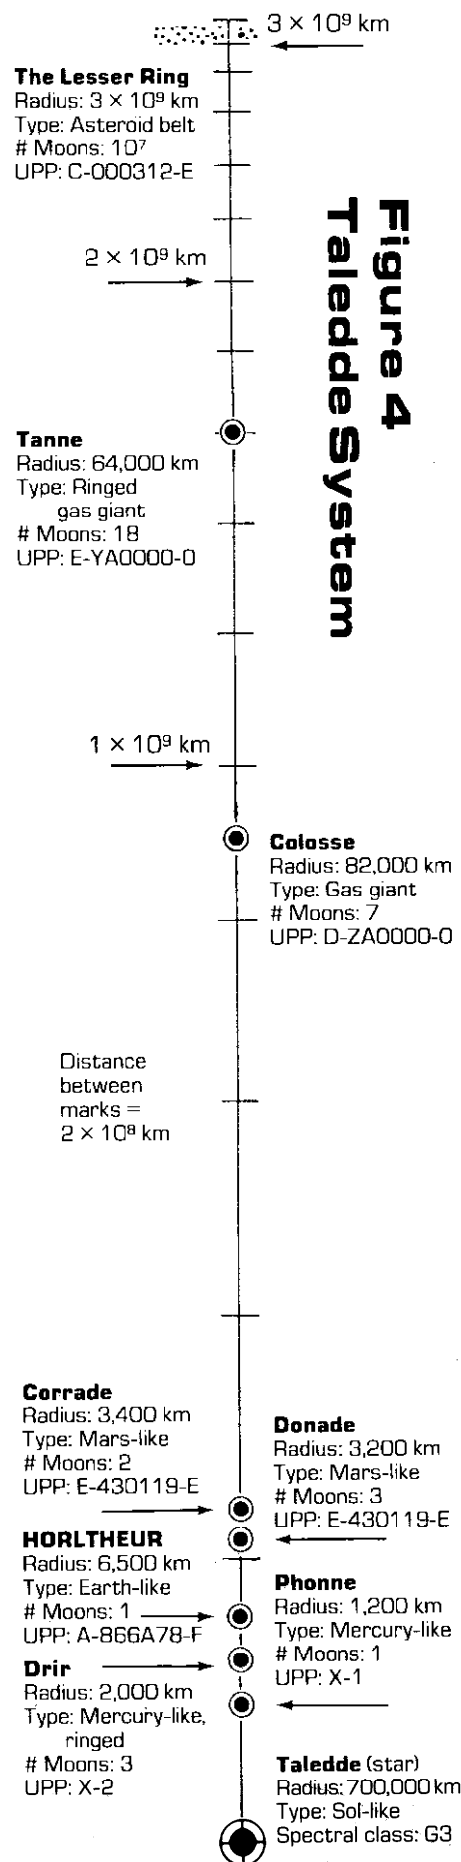 3 × 10⁹ km
The Lesser Ring
Radius: 3 × 10⁹ km
Type: Asteroid belt
# Moons: 10⁷
UPP: C-000312-E
Figure 4
Taledde System
2 × 10⁹ km
Tanne
Radius: 64,000 km
Type: Ringed
gas giant
# Moons: 18
UPP: E-YA0000-0
1 × 10⁹ km
Colosse
Radius: 82,000 km
Type: Gas giant
# Moons: 7
UPP: D-ZA0000-0
Distance
between
marks =
2 × 10⁸ km
Corrade
Radius: 3,400 km
Type: Mars-like
# Moons: 2
UPP: E-430119-E
Donade
Radius: 3,200 km
Type: Mars-like
# Moons: 3
UPP: E-430119-E
HORLTHEUR
Radius: 6,500 km
Type: Earth-like
# Moons: 1
UPP: A-866A78-F
Phonne
Radius: 1,200 km
Type: Mercury-like
# Moons: 1
UPP: X-1
Drir
Radius: 2,000 km
Type: Mercury-like,
ringed
# Moons: 3
UPP: X-2
Taledde (star)
Radius: 700,000 km
Type: Sol-like
Spectral class: G3